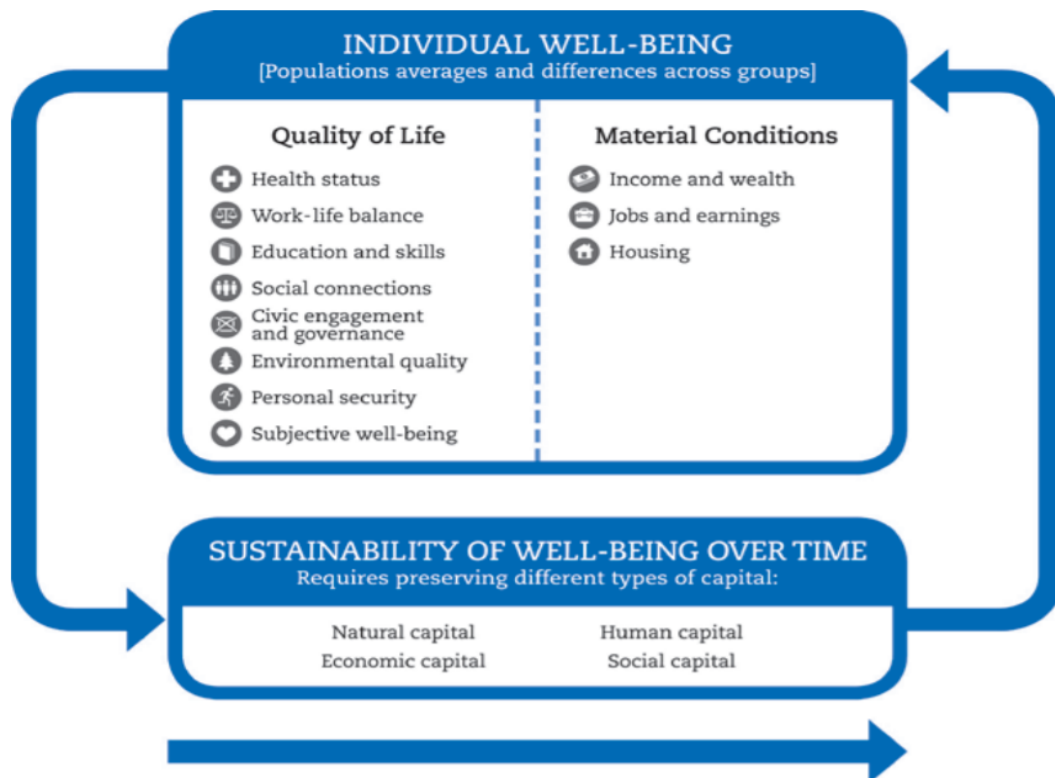 INDIVIDUAL WELL-BEING
[Populations averages and differences across groups]
Quality of Life
Health status
Work-life balance
Education and skills
Social connections
Civic engagement
and governance
Environmental quality
Personal security
Subjective well-being
Material Conditions
Income and wealth
Jobs and earnings
Housing
SUSTAINABILITY OF WELL-BEING OVER TIME
Requires preserving different types of capital:
Natural capital
Economic capital
Human capital
Social capital